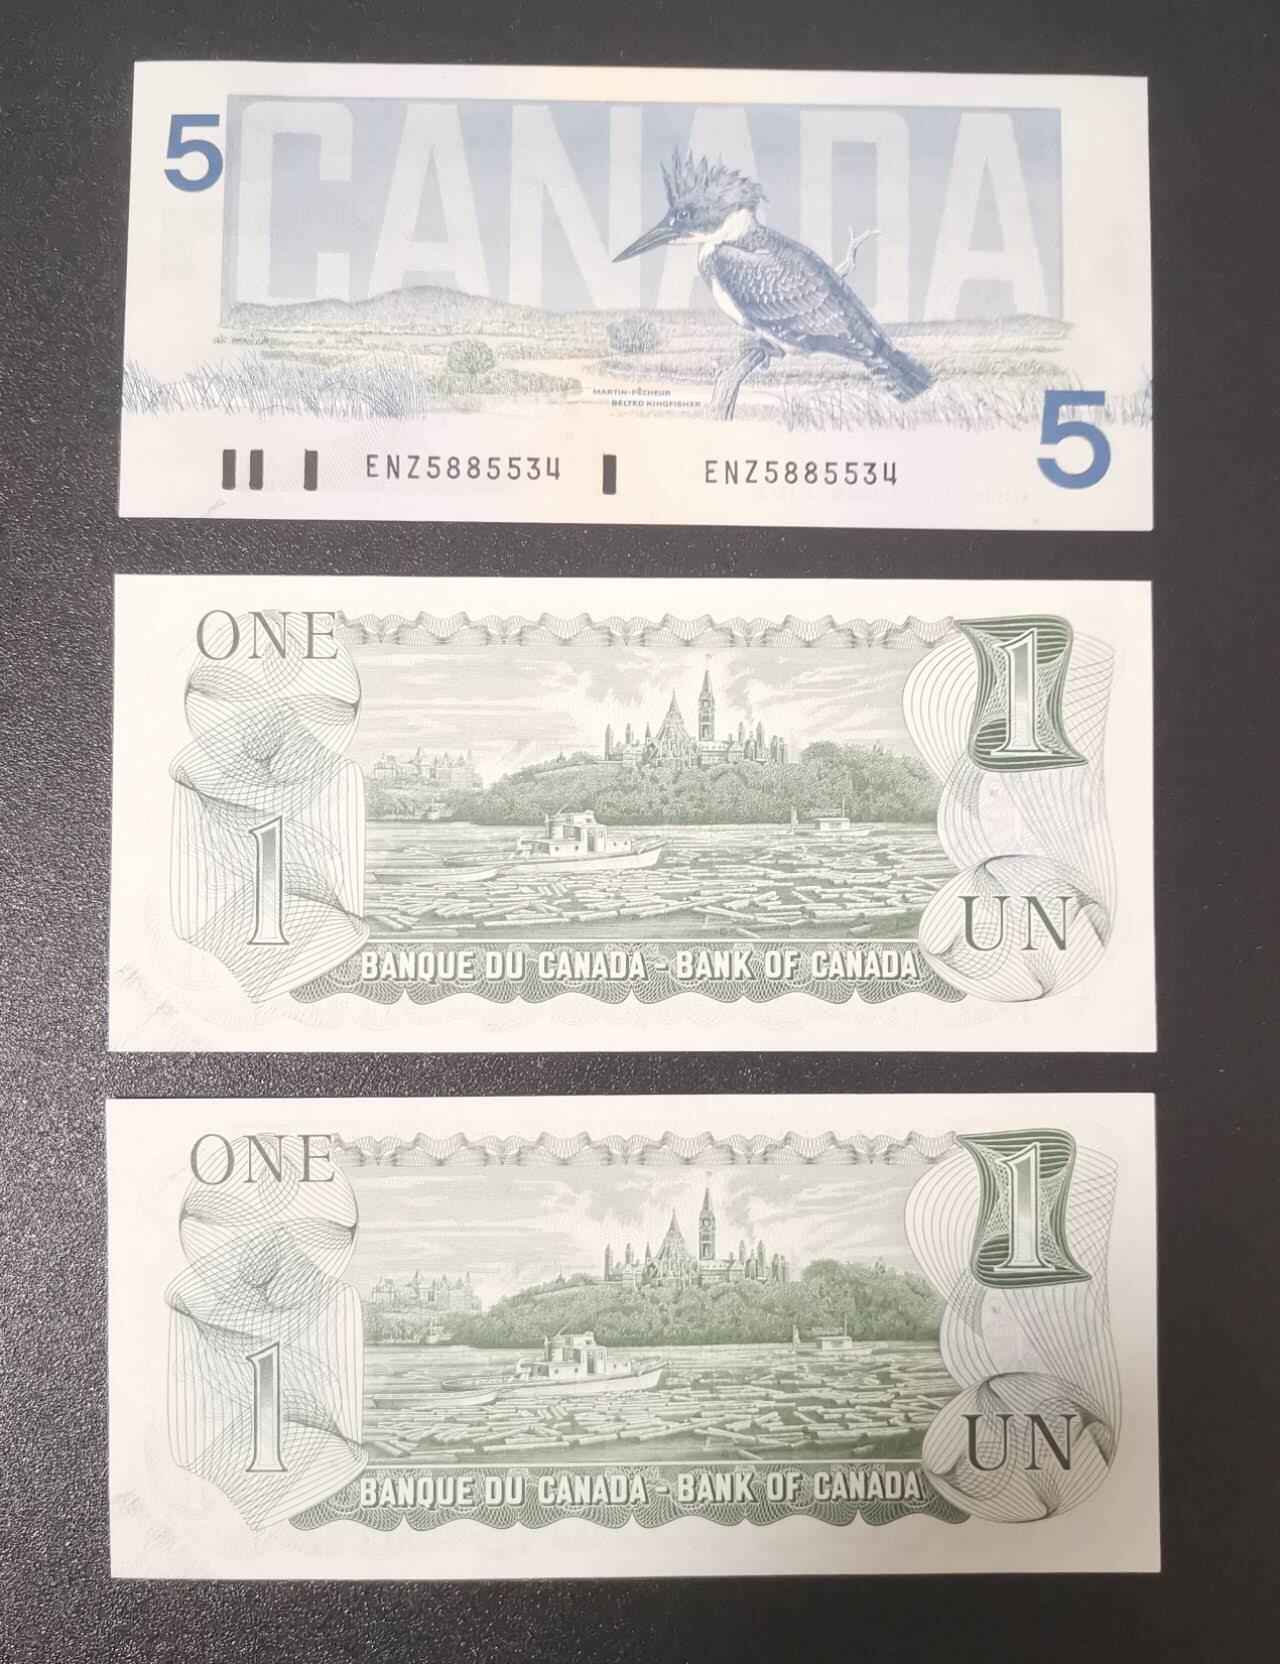 5 CANADA
MARTIN-PÊCHEUR
BELTED KINGFISHER
5
ENZ5885534 ENZ5885534
ONE 1
1 UN
BANQUE DU CANADA - BANK OF CANADA
ONE 1
1 UN
BANQUE DU CANADA - BANK OF CANADA